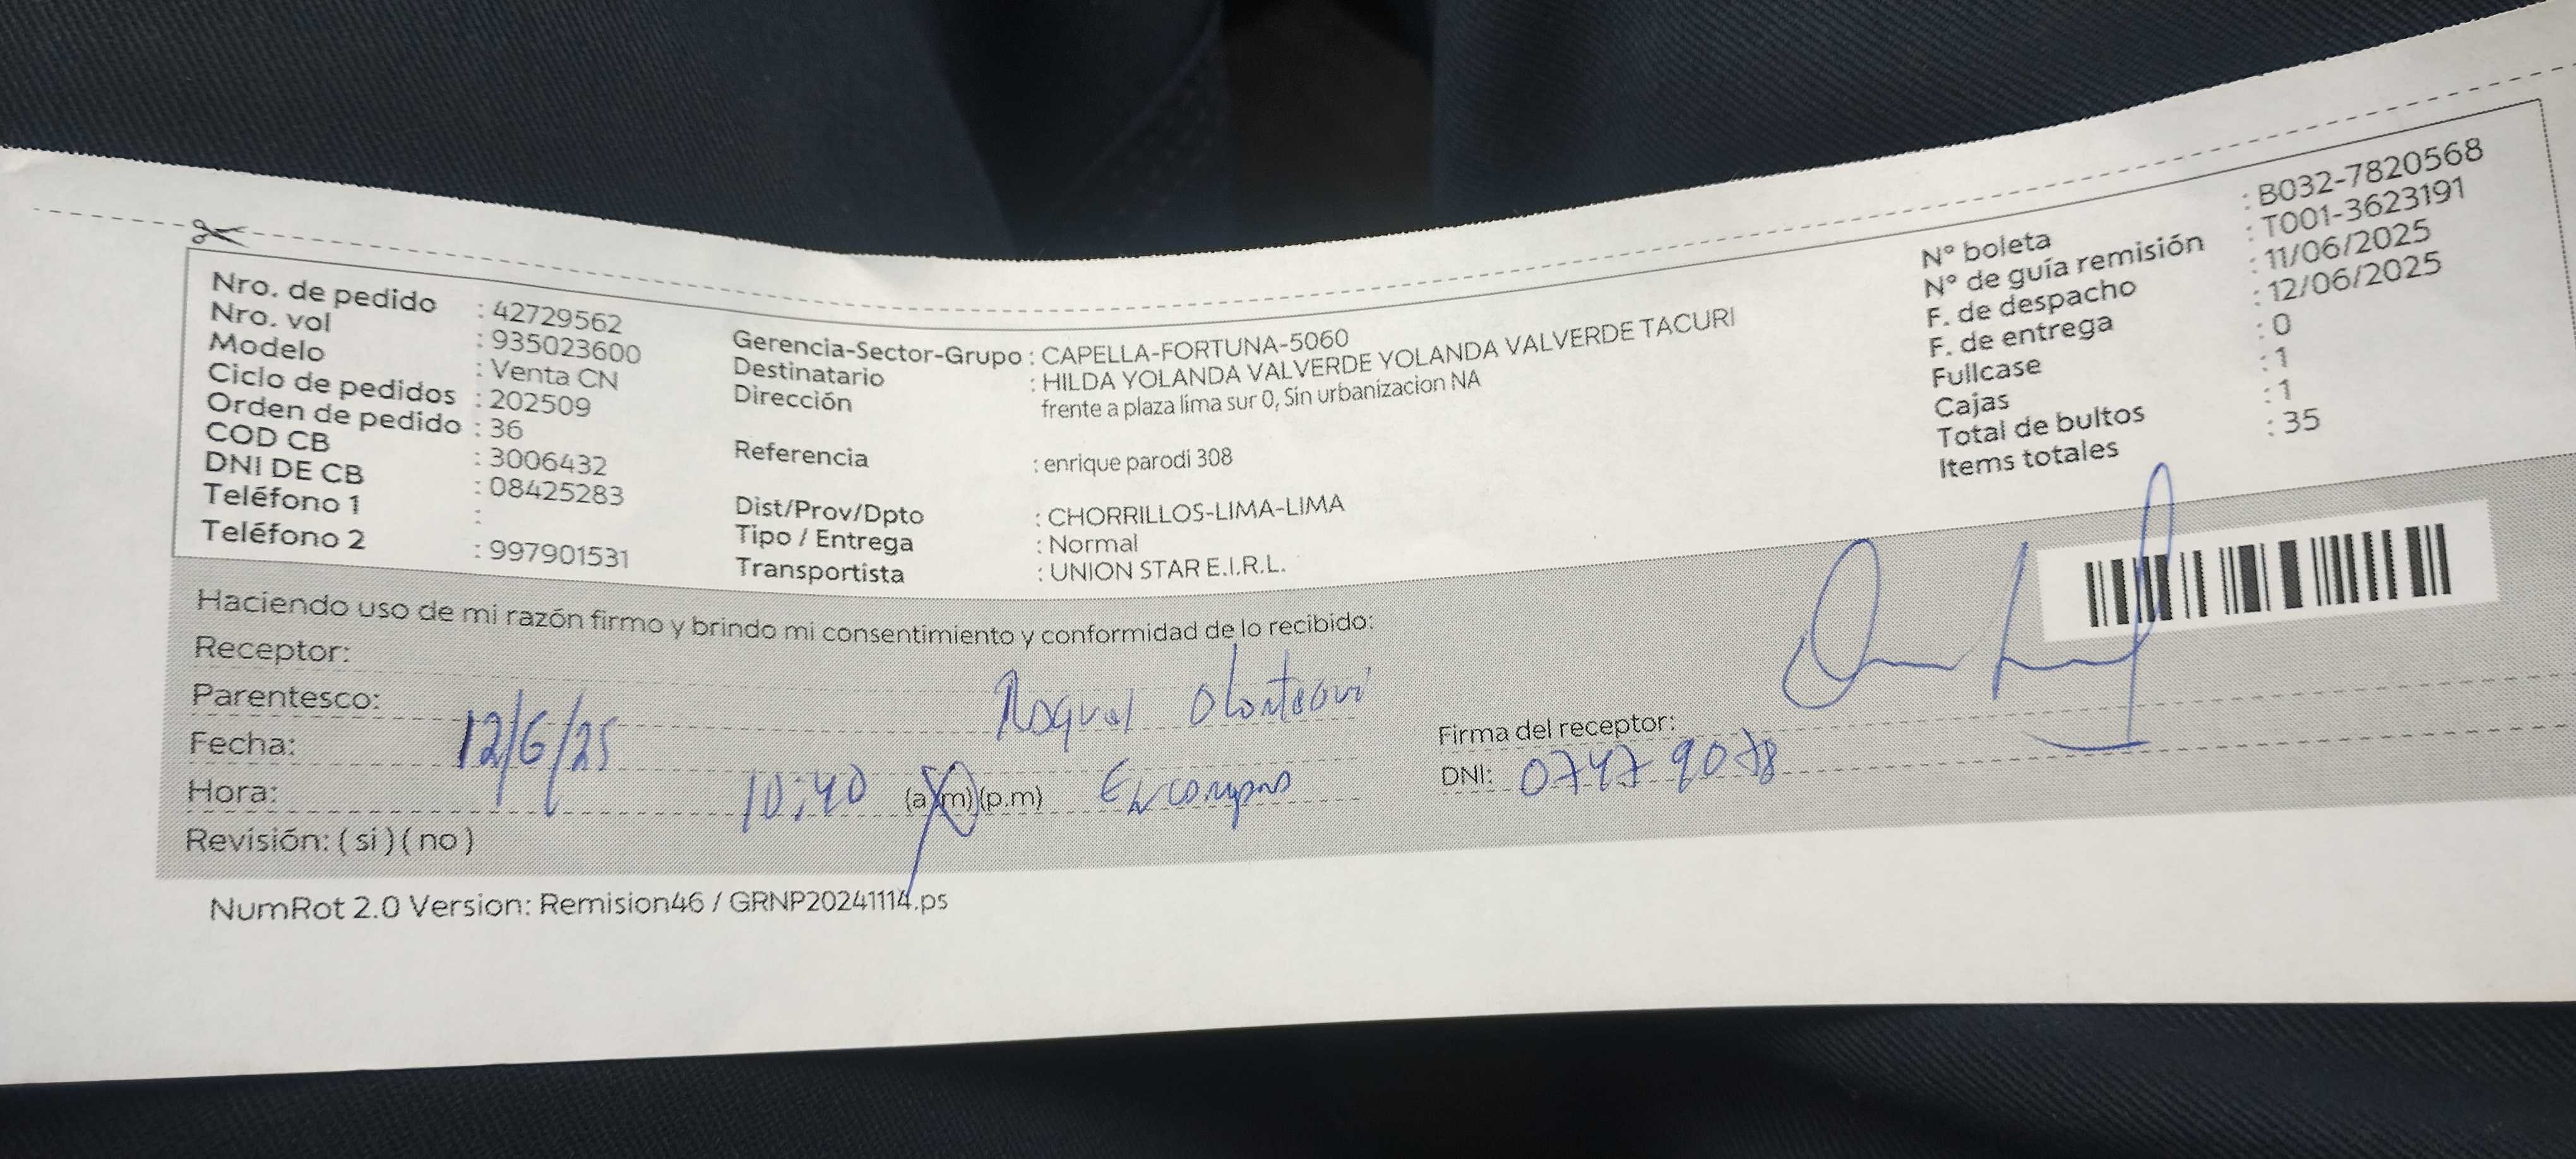 Nro. de pedido : 42729562
Nro. vol : 935023600
Modelo : Venta CN
Ciclo de pedidos : 202509
Orden de pedido : 36
COD CB : 3006432
DNI DE CB : 08425283
Teléfono 1 :
Teléfono 2 : 997901531
Gerencia-Sector-Grupo : CAPELLA-FORTUNA-5060
Destinatario : HILDA YOLANDA VALVERDE YOLANDA VALVERDE TACURI
Dirección frente a plaza lima sur 0, Sin urbanizacion NA
Referencia : enrique parodi 308
Dist/Prov/Dpto : CHORRILLOS-LIMA-LIMA
Tipo / Entrega : Normal
Transportista : UNION STAR E.I.R.L.
N° boleta : B032-7820568
N° de guía remisión : T001-3623191
F. de despacho : 11/06/2025
F. de entrega : 12/06/2025
Fullcase : 0
Cajas : 1
Total de bultos : 1
Items totales : 35
Haciendo uso de mi razón firmo y brindo mi consentimiento y conformidad de lo recibido:
Receptor:
Parentesco:
Fecha: 12/6/25
Hora: 10:40 (a.m) (p.m)
Revisión: ( si ) ( no )
Firma del receptor:
DNI: 07479078
NumRot 2.0 Version: Remision46 / GRNP20241114.ps